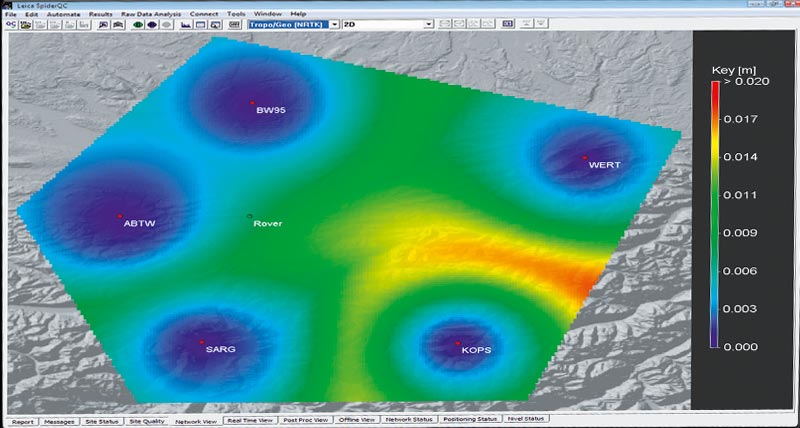 Leica SpiderQC
File Edit Automate Results Raw Data Analysis Connect Tools Window Help
Tropo/Geo [NRTK] 2D
Key [m]
> 0.020
0.017
0.014
0.011
0.009
0.006
0.003
0.000
BW95
WERT
ABTW
Rover
SARG
KOPS
Report Messages Site Status Site Quality Network View Real Time View Post Proc View Offline View Network Status Positioning Status Nivel Status